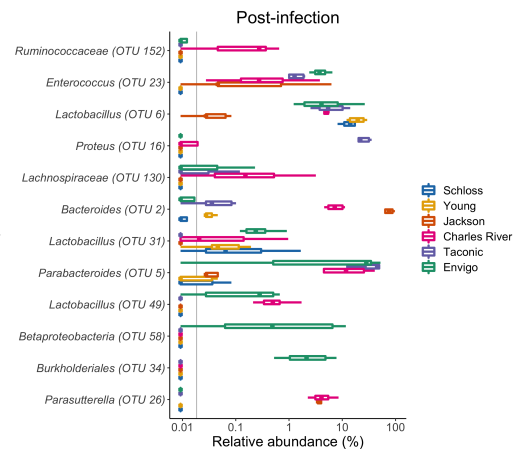 Post-infection
Ruminococcaceae (OTU 152)
Enterococcus (OTU 23)
Lactobacillus (OTU 6)
Proteus (OTU 16)
Lachnospiraceae (OTU 130)
Bacteroides (OTU 2)
Lactobacillus (OTU 31)
Parabacteroides (OTU 5)
Lactobacillus (OTU 49)
Betaproteobacteria (OTU 58)
Burkholderiales (OTU 34)
Parasutterella (OTU 26)
Schloss
Young
Jackson
Charles River
Taconic
Envigo
0.01 0.1 1 10 100
Relative abundance (%)